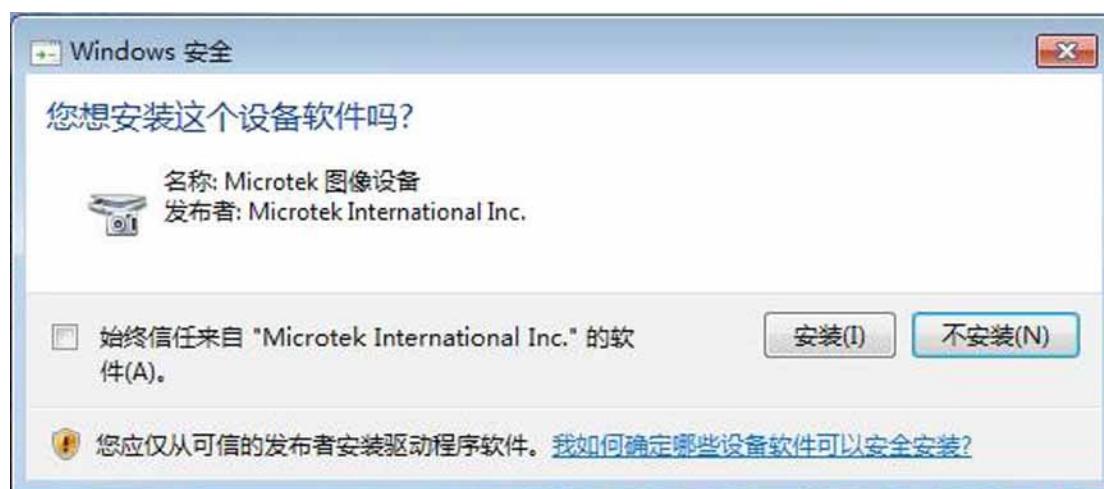 Windows 安全
您想安装这个设备软件吗?
名称: Microtek 图像设备
发布者: Microtek International Inc.
始终信任来自 "Microtek International Inc." 的软
件(A)。
安装(I)
不安装(N)
您应仅从可信的发布者安装驱动程序软件。我如何确定哪些设备软件可以安全安装?